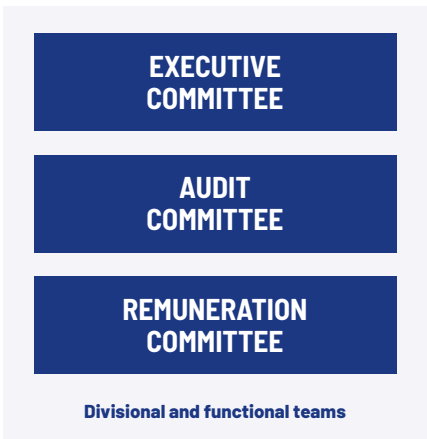 EXECUTIVE
COMMITTEE
AUDIT
COMMITTEE
REMUNERATION
COMMITTEE
Divisional and functional teams